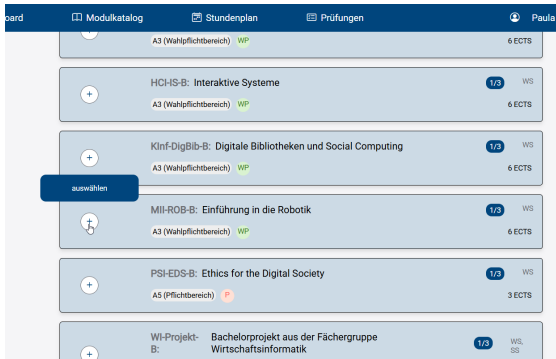 oard Modulkatalog Stundenplan Prüfungen Paula
A3 (Wahlpflichtbereich) WP 6 ECTS
HCI-IS-B: Interaktive Systeme 1/3 WS
A3 (Wahlpflichtbereich) WP 6 ECTS
KInf-DigBib-B: Digitale Bibliotheken und Social Computing 1/3 WS
A3 (Wahlpflichtbereich) WP 6 ECTS
auswählen
MII-ROB-B: Einführung in die Robotik 1/3 WS
A3 (Wahlpflichtbereich) WP 6 ECTS
PSI-EDS-B: Ethics for the Digital Society 1/3 WS
A5 (Pflichtbereich) P 3 ECTS
WI-Projekt- Bachelorprojekt aus der Fächergruppe 1/3 WS,
B: Wirtschaftsinformatik SS